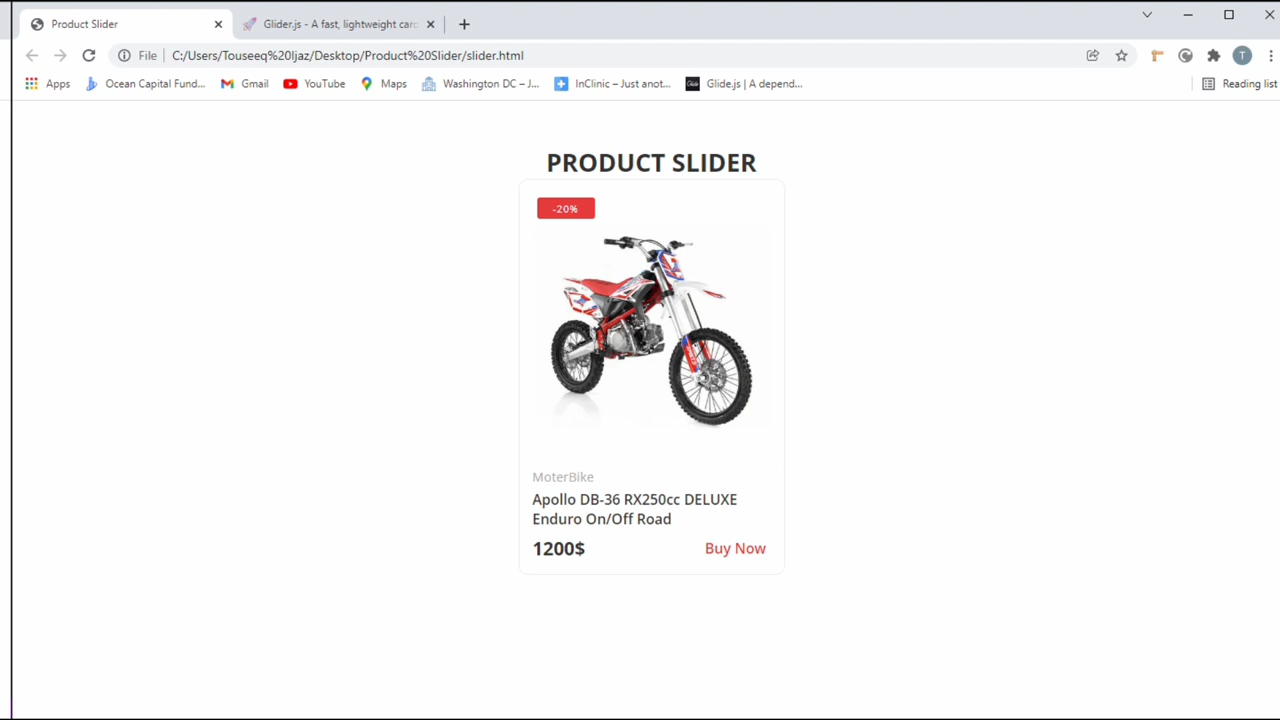 Product Slider
Glider.js - A fast, lightweight caro
File
C:/Users/Touseeq%20Ijaz/Desktop/Product%20Slider/slider.html
T
Apps
Ocean Capital Fund...
Gmail
YouTube
Maps
Washington DC – J...
InClinic – Just anot...
Glide.js | A depend...
Reading list
PRODUCT SLIDER
-20%
MoterBike
Apollo DB-36 RX250cc DELUXE
Enduro On/Off Road
1200$
Buy Now